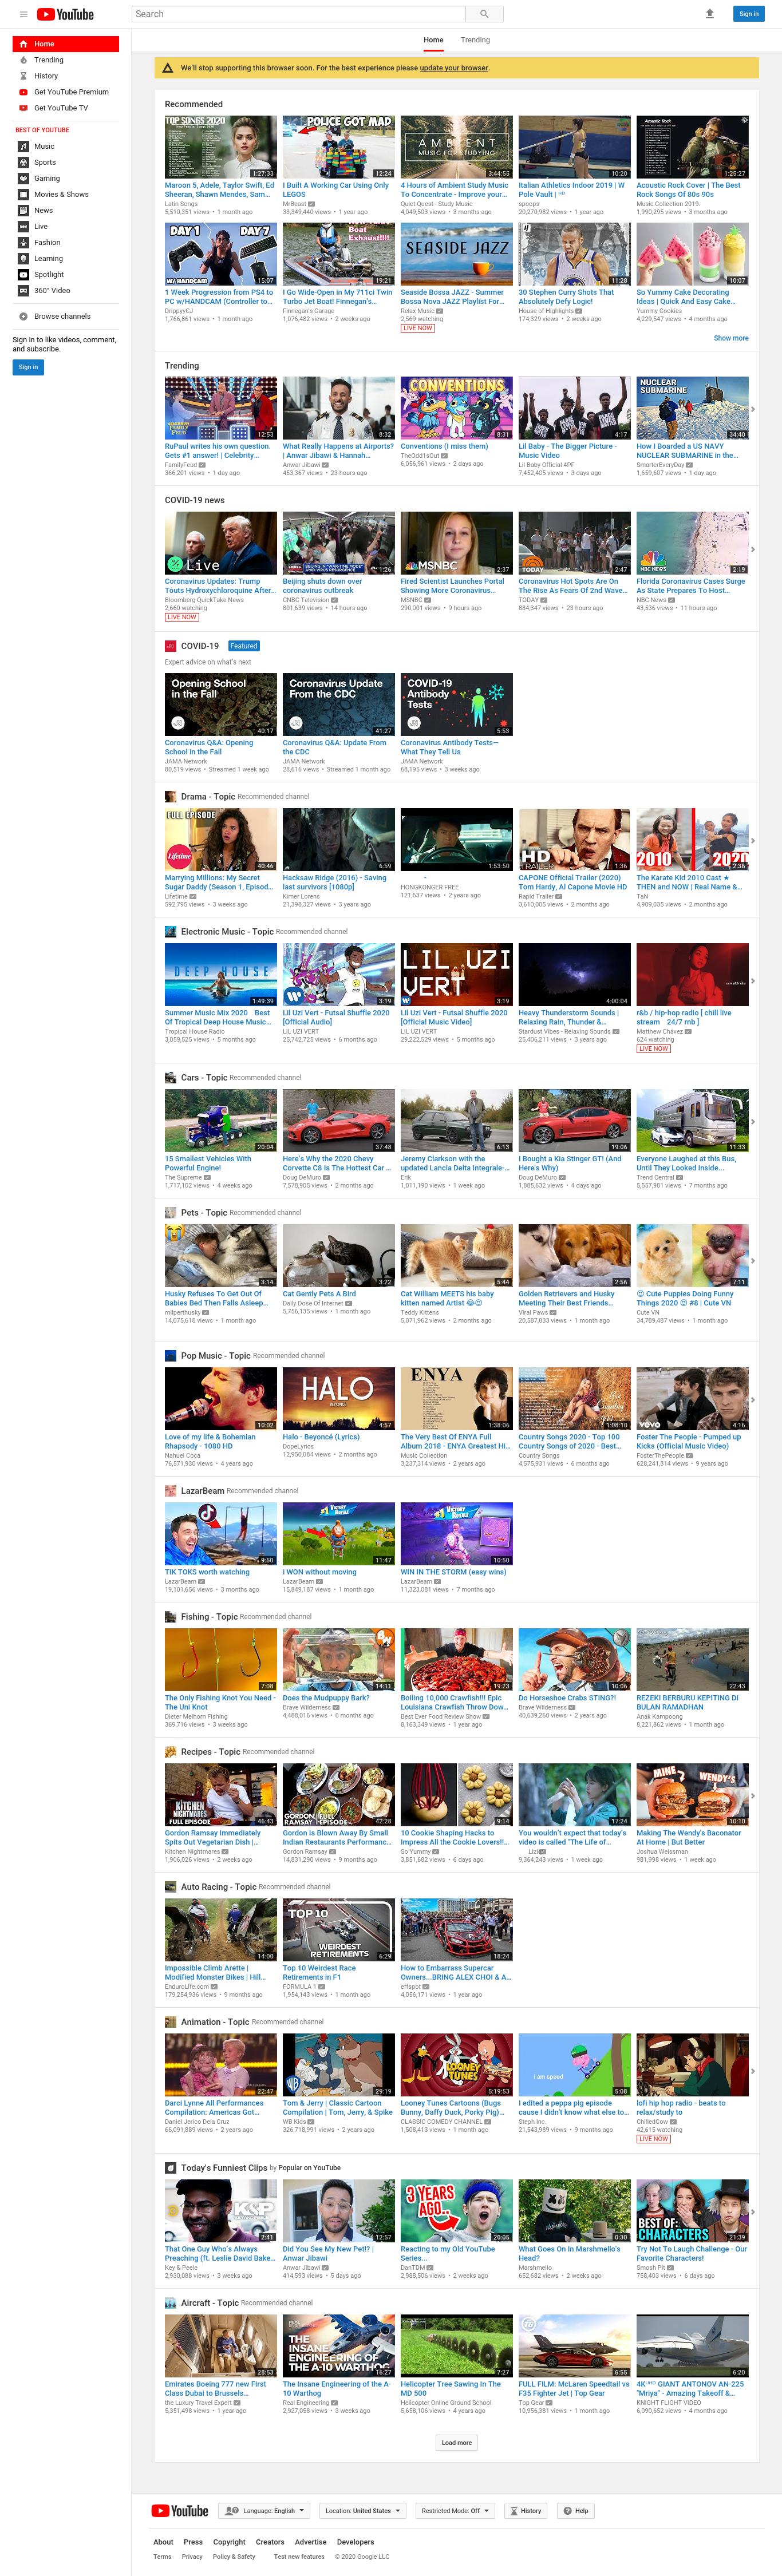 YouTube
Search
Sign in
Home
Trending
History
Get YouTube Premium
Get YouTube TV
BEST OF YOUTUBE
Music
Sports
Gaming
Movies & Shows
News
Live
Fashion
Learning
Spotlight
360° Video
Browse channels
Sign in to like videos, comment,
and subscribe.
Sign in
Home
Trending
We'll stop supporting this browser soon. For the best experience please update your browser.
Recommended
Maroon 5, Adele, Taylor Swift, Ed
Sheeran, Shawn Mendes, Sam...
Latin Songs
5,510,351 views • 1 month ago
I Built A Working Car Using Only
LEGOS
MrBeast
33,349,440 views • 1 year ago
4 Hours of Ambient Study Music
To Concentrate - Improve your...
Quiet Quest - Study Music
4,049,503 views • 3 months ago
Italian Athletics Indoor 2019 | W
Pole Vault |
spoops
20,270,982 views • 1 year ago
Acoustic Rock Cover | The Best
Rock Songs Of 80s 90s
Music Collection 2019
1,990,295 views • 3 months ago
1 Week Progression from PS4 to
PC w/HANDCAM (Controller to...
DrippyyCJ
1,766,861 views • 1 month ago
I Go Wide-Open in My 711ci Twin
Turbo Jet Boat! Finnegan's...
Finnegan's Garage
1,076,482 views • 2 weeks ago
Seaside Bossa JAZZ - Summer
Bossa Nova JAZZ Playlist For...
Relax Music
2,569 watching
LIVE NOW
30 Stephen Curry Shots That
Absolutely Defy Logic!
House of Highlights
174,329 views • 2 weeks ago
So Yummy Cake Decorating
Ideas | Quick And Easy Cake...
Yummy Cookies
4,229,547 views • 4 months ago
Show more
Trending
RuPaul writes his own question.
Gets #1 answer! | Celebrity...
FamilyFeud
366,201 views • 1 day ago
What Really Happens at Airports?
| Anwar Jibawi & Hannah...
Anwar Jibawi
453,367 views • 23 hours ago
Conventions (I miss them)
TheOdd1sOut
6,056,961 views • 2 days ago
Lil Baby - The Bigger Picture -
Music Video
Lil Baby Official 4PF
7,452,405 views • 3 days ago
How I Boarded a US NAVY
NUCLEAR SUBMARINE in the...
SmarterEveryDay
1,659,607 views • 1 day ago
COVID-19 news
Coronavirus Updates: Trump
Touts Hydroxychloroquine After...
Bloomberg QuickTake News
2,660 watching
LIVE NOW
Beijing shuts down over
coronavirus outbreak
CNBC Television
801,639 views • 14 hours ago
Fired Scientist Launches Portal
Showing More Coronavirus...
MSNBC
290,001 views • 9 hours ago
Coronavirus Hot Spots Are On
The Rise As Fears Of 2nd Wave...
TODAY
884,347 views • 23 hours ago
Florida Coronavirus Cases Surge
As State Prepares To Host...
NBC News
43,536 views • 11 hours ago
COVID-19 Featured
Expert advice on what's next
Coronavirus Q&A: Opening
School in the Fall
JAMA Network
80,519 views • Streamed 1 week ago
Coronavirus Q&A: Update From
the CDC
JAMA Network
28,616 views • Streamed 1 month ago
Coronavirus Antibody Tests—
What They Tell Us
JAMA Network
68,195 views • 3 weeks ago
Drama - Topic Recommended channel
Marrying Millions: My Secret
Sugar Daddy (Season 1, Episod...
Lifetime
592,795 views • 3 weeks ago
Hacksaw Ridge (2016) - Saving
last survivors [1080p]
Kimer Lorens
21,398,327 views • 3 years ago
-
HONGKONGER FREE
121,637 views • 2 years ago
CAPONE Official Trailer (2020)
Tom Hardy, Al Capone Movie HD
Rapid Trailer
3,610,005 views • 2 months ago
The Karate Kid 2010 Cast ★
THEN and NOW | Real Name &...
TaN
4,909,035 views • 2 months ago
Electronic Music - Topic Recommended channel
Summer Music Mix 2020 Best
Of Tropical Deep House Music...
Tropical House Radio
3,059,525 views • 5 months ago
Lil Uzi Vert - Futsal Shuffle 2020
[Official Audio]
LIL UZI VERT
25,742,725 views • 6 months ago
Lil Uzi Vert - Futsal Shuffle 2020
[Official Music Video]
LIL UZI VERT
29,222,529 views • 5 months ago
Heavy Thunderstorm Sounds |
Relaxing Rain, Thunder &...
Stardust Vibes - Relaxing Sounds
25,406,211 views • 3 years ago
r&b / hip-hop radio [ chill live
stream 24/7 rnb ]
Matthew Chávez
624 watching
LIVE NOW
Cars - Topic Recommended channel
15 Smallest Vehicles With
Powerful Engine!
The Supreme
1,717,102 views • 4 weeks ago
Here's Why the 2020 Chevy
Corvette C8 Is The Hottest Car ...
Doug DeMuro
7,578,905 views • 2 months ago
Jeremy Clarkson with the
updated Lancia Delta Integrale-...
Erik
1,011,190 views • 1 week ago
I Bought a Kia Stinger GT! (And
Here's Why)
Doug DeMuro
1,885,632 views • 4 days ago
Everyone Laughed at this Bus,
Until They Looked Inside...
Trend Central
5,557,981 views • 7 months ago
Pets - Topic Recommended channel
Husky Refuses To Get Out Of
Babies Bed Then Falls Asleep...
milperthusky
14,075,618 views • 1 month ago
Cat Gently Pets A Bird
Daily Dose Of Internet
5,756,135 views • 1 month ago
Cat William MEETS his baby
kitten named Artist 😂😍
Teddy Kittens
5,071,962 views • 2 months ago
Golden Retrievers and Husky
Meeting Their Best Friends...
Viral Paws
20,587,833 views • 1 month ago
😍 Cute Puppies Doing Funny
Things 2020 😍 #8 | Cute VN
Cute VN
34,789,487 views • 1 month ago
Pop Music - Topic Recommended channel
Love of my life & Bohemian
Rhapsody - 1080 HD
Nahuel Coca
76,571,930 views • 4 years ago
Halo - Beyoncé (Lyrics)
DopeLyrics
12,950,084 views • 2 months ago
The Very Best Of ENYA Full
Album 2018 - ENYA Greatest Hi...
Music Collection
3,237,314 views • 2 years ago
Country Songs 2020 - Top 100
Country Songs of 2020 - Best...
Country Songs
4,575,931 views • 6 months ago
Foster The People - Pumped up
Kicks (Official Music Video)
FosterThePeople
628,241,314 views • 9 years ago
LazarBeam Recommended channel
TIK TOKS worth watching
LazarBeam
19,101,656 views • 3 months ago
i WON without moving
LazarBeam
15,849,187 views • 1 month ago
WIN IN THE STORM (easy wins)
LazarBeam
11,323,081 views • 7 months ago
Fishing - Topic Recommended channel
The Only Fishing Knot You Need -
The Uni Knot
Dieter Melhorn Fishing
369,716 views • 3 weeks ago
Does the Mudpuppy Bark?
Brave Wilderness
4,488,016 views • 6 months ago
Boiling 10,000 Crawfish!!! Epic
Louisiana Crawfish Throw Dow...
Best Ever Food Review Show
8,163,349 views • 1 year ago
Do Horseshoe Crabs STING?!
Brave Wilderness
40,639,260 views • 2 years ago
REZEKI BERBURU KEPITING DI
BULAN RAMADHAN
Anak Kampoong
8,221,862 views • 1 month ago
Recipes - Topic Recommended channel
Gordon Ramsay Immediately
Spits Out Vegetarian Dish |...
Kitchen Nightmares
1,906,026 views • 2 weeks ago
Gordon Is Blown Away By Small
Indian Restaurants Performanc...
Gordon Ramsay
14,831,290 views • 9 months ago
10 Cookie Shaping Hacks to
Impress All the Cookie Lovers!!...
So Yummy
3,851,682 views • 6 days ago
You wouldn't expect that today's
video is called "The Life of...
Lizi
9,364,243 views • 1 week ago
Making The Wendy's Baconator
At Home | But Better
Joshua Weissman
981,998 views • 1 week ago
Auto Racing - Topic Recommended channel
Impossible Climb Arette |
Modified Monster Bikes | Hill...
EnduroLife.com
179,254,936 views • 9 months ago
Top 10 Weirdest Race
Retirements in F1
FORMULA 1
1,954,143 views • 1 month ago
How to Embarrass Supercar
Owners...BRING ALEX CHOI & A...
effspot
4,056,171 views • 1 year ago
Animation - Topic Recommended channel
Darci Lynne All Performances
Compilation: Americas Got...
Daniel Jerico Dela Cruz
66,091,889 views • 2 years ago
Tom & Jerry | Classic Cartoon
Compilation | Tom, Jerry, & Spike
WB Kids
326,718,991 views • 2 years ago
Looney Tunes Cartoons (Bugs
Bunny, Daffy Duck, Porky Pig)...
CLASSIC COMEDY CHANNEL
1,508,413 views • 1 month ago
I edited a peppa pig episode
cause I didn't know what else to...
Steph Inc.
21,543,989 views • 9 months ago
lofi hip hop radio - beats to
relax/study to
ChilledCow
42,615 watching
LIVE NOW
Today's Funniest Clips by Popular on YouTube
That One Guy Who's Always
Preaching (ft. Leslie David Bake...
Key & Peele
2,930,088 views • 3 weeks ago
Did You See My New Pet!? |
Anwar Jibawi
Anwar Jibawi
414,593 views • 5 days ago
Reacting to my Old YouTube
Series...
DanTDM
2,988,506 views • 2 weeks ago
What Goes On In Marshmello's
Head?
Marshmello
652,682 views • 2 weeks ago
Try Not To Laugh Challenge - Our
Favorite Characters!
Smosh Pit
758,403 views • 6 days ago
Aircraft - Topic Recommended channel
Emirates Boeing 777 new First
Class Dubai to Brussels...
the Luxury Travel Expert
5,351,498 views • 1 year ago
The Insane Engineering of the A-
10 Warthog
Real Engineering
2,927,058 views • 3 weeks ago
Helicopter Tree Sawing In The
MD 500
Helicopter Online Ground School
5,658,106 views • 4 years ago
FULL FILM: McLaren Speedtail vs
F35 Fighter Jet | Top Gear
Top Gear
10,956,381 views • 1 month ago
4K GIANT ANTONOV AN-225
"Mriya" - Amazing Takeoff &...
KNIGHT FLIGHT VIDEO
6,090,652 views • 4 months ago
Load more
YouTube
Language: English
Location: United States
Restricted Mode: Off
History
Help
About Press Copyright Creators Advertise Developers
Terms Privacy Policy & Safety Test new features © 2020 Google LLC